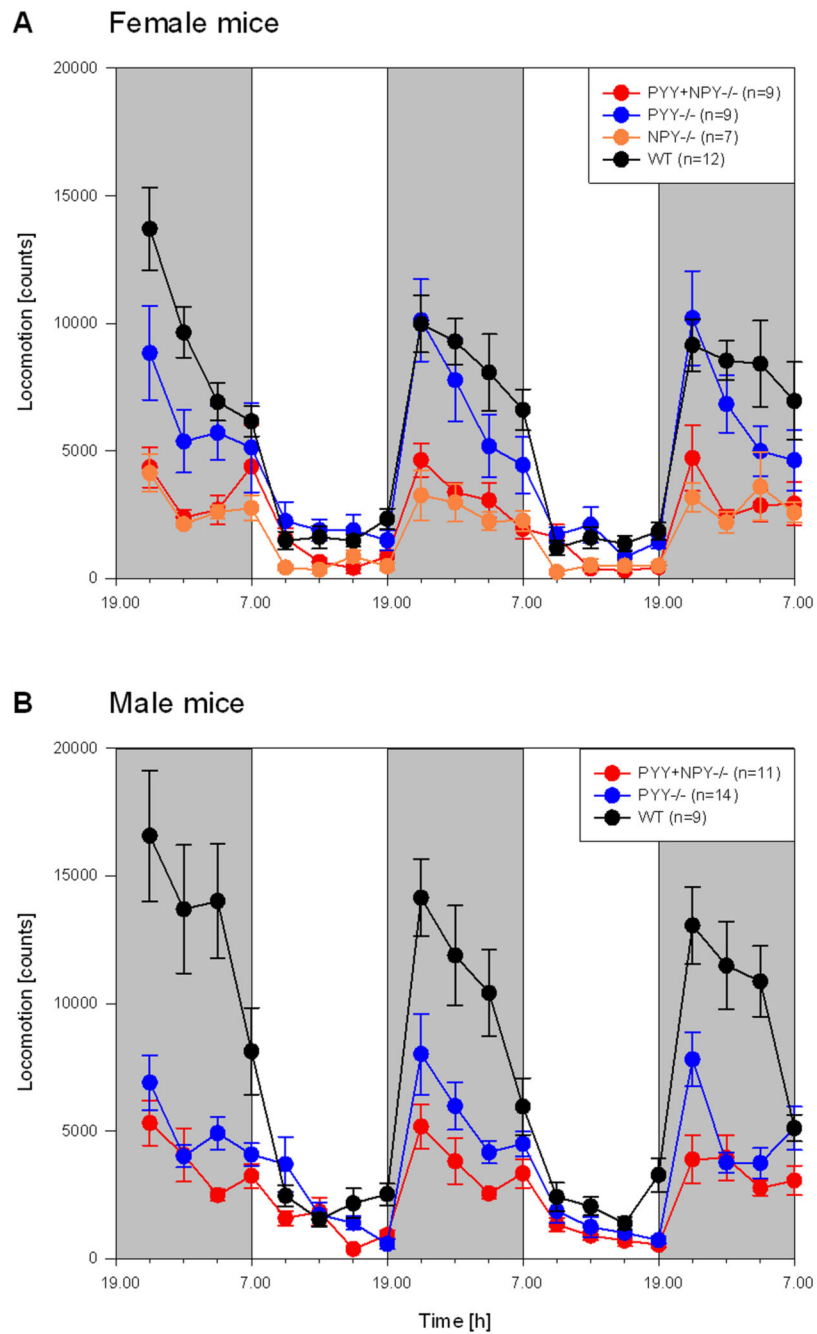 A Female mice
20000
15000
10000
5000
0
Locomotion [counts]
PYY+NPY-/- (n=9)
PYY-/- (n=9)
NPY-/- (n=7)
WT (n=12)
19.00 7.00 19.00 7.00 19.00 7.00
B Male mice
20000
15000
10000
5000
0
Locomotion [counts]
PYY+NPY-/- (n=11)
PYY-/- (n=14)
WT (n=9)
19.00 7.00 19.00 7.00 19.00 7.00
Time [h]